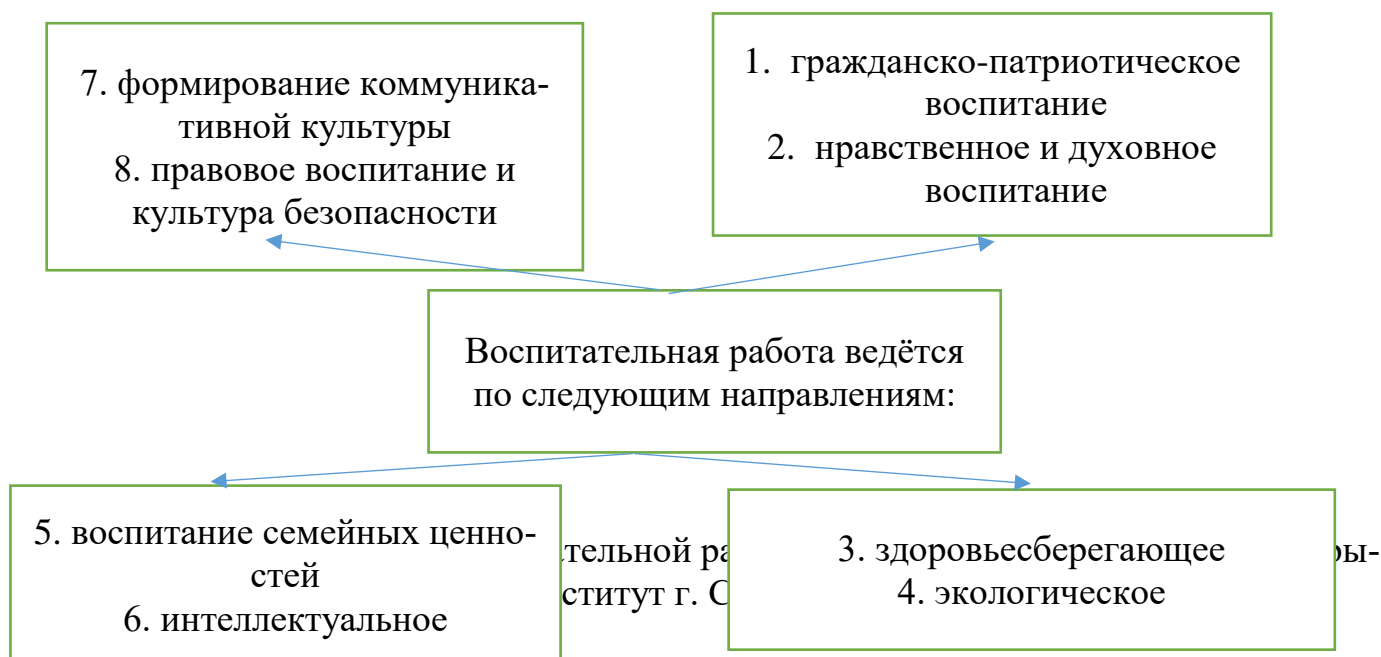 7. формирование коммуника-
тивной культуры
8. правовое воспитание и
культура безопасности
1. гражданско-патриотическое
воспитание
2. нравственное и духовное
воспитание
Воспитательная работа ведётся
по следующим направлениям:
5. воспитание семейных ценно-
стей
6. интеллектуальное
3. здоровьесберегающее
4. экологическое